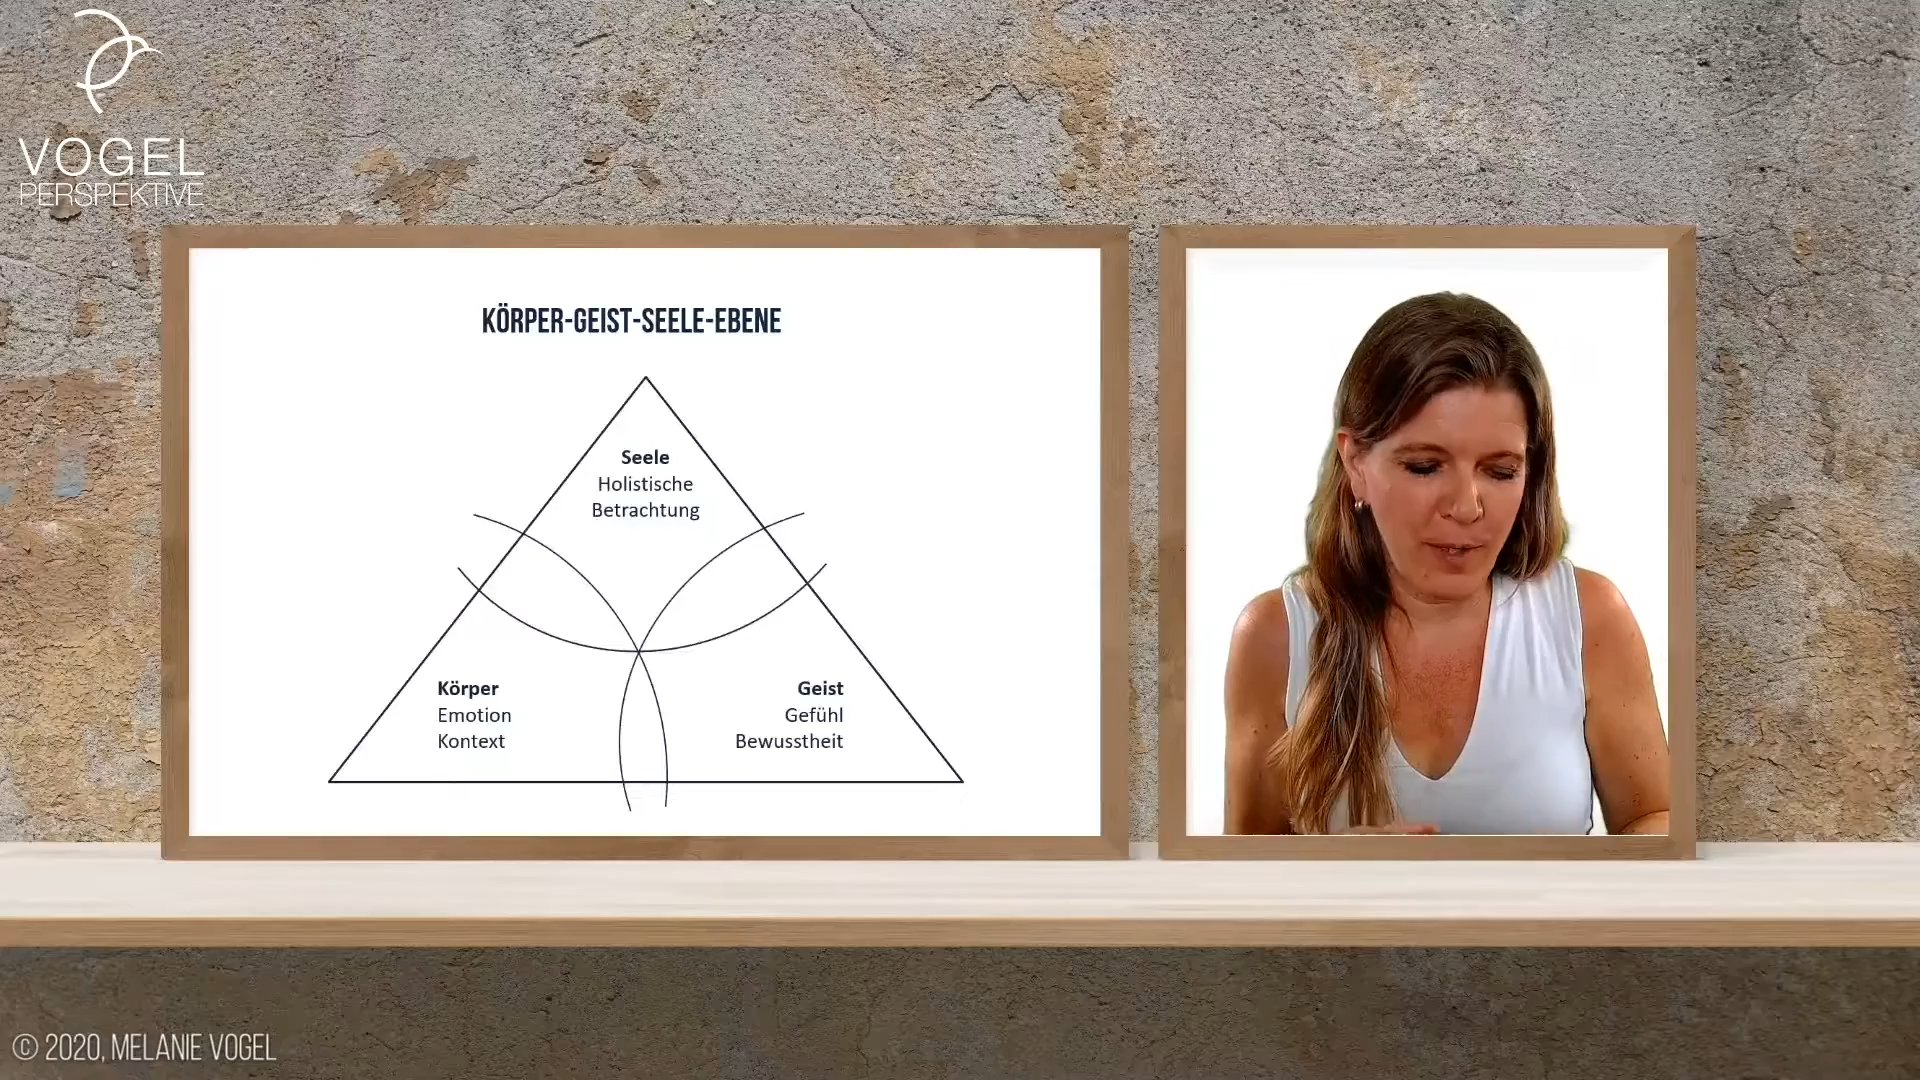 VOGEL
PERSPEKTIVE
KÖRPER-GEIST-SEELE-EBENE
Seele
Holistische
Betrachtung
Körper
Emotion
Kontext
Geist
Gefühl
Bewusstheit
© 2020, MELANIE VOGEL